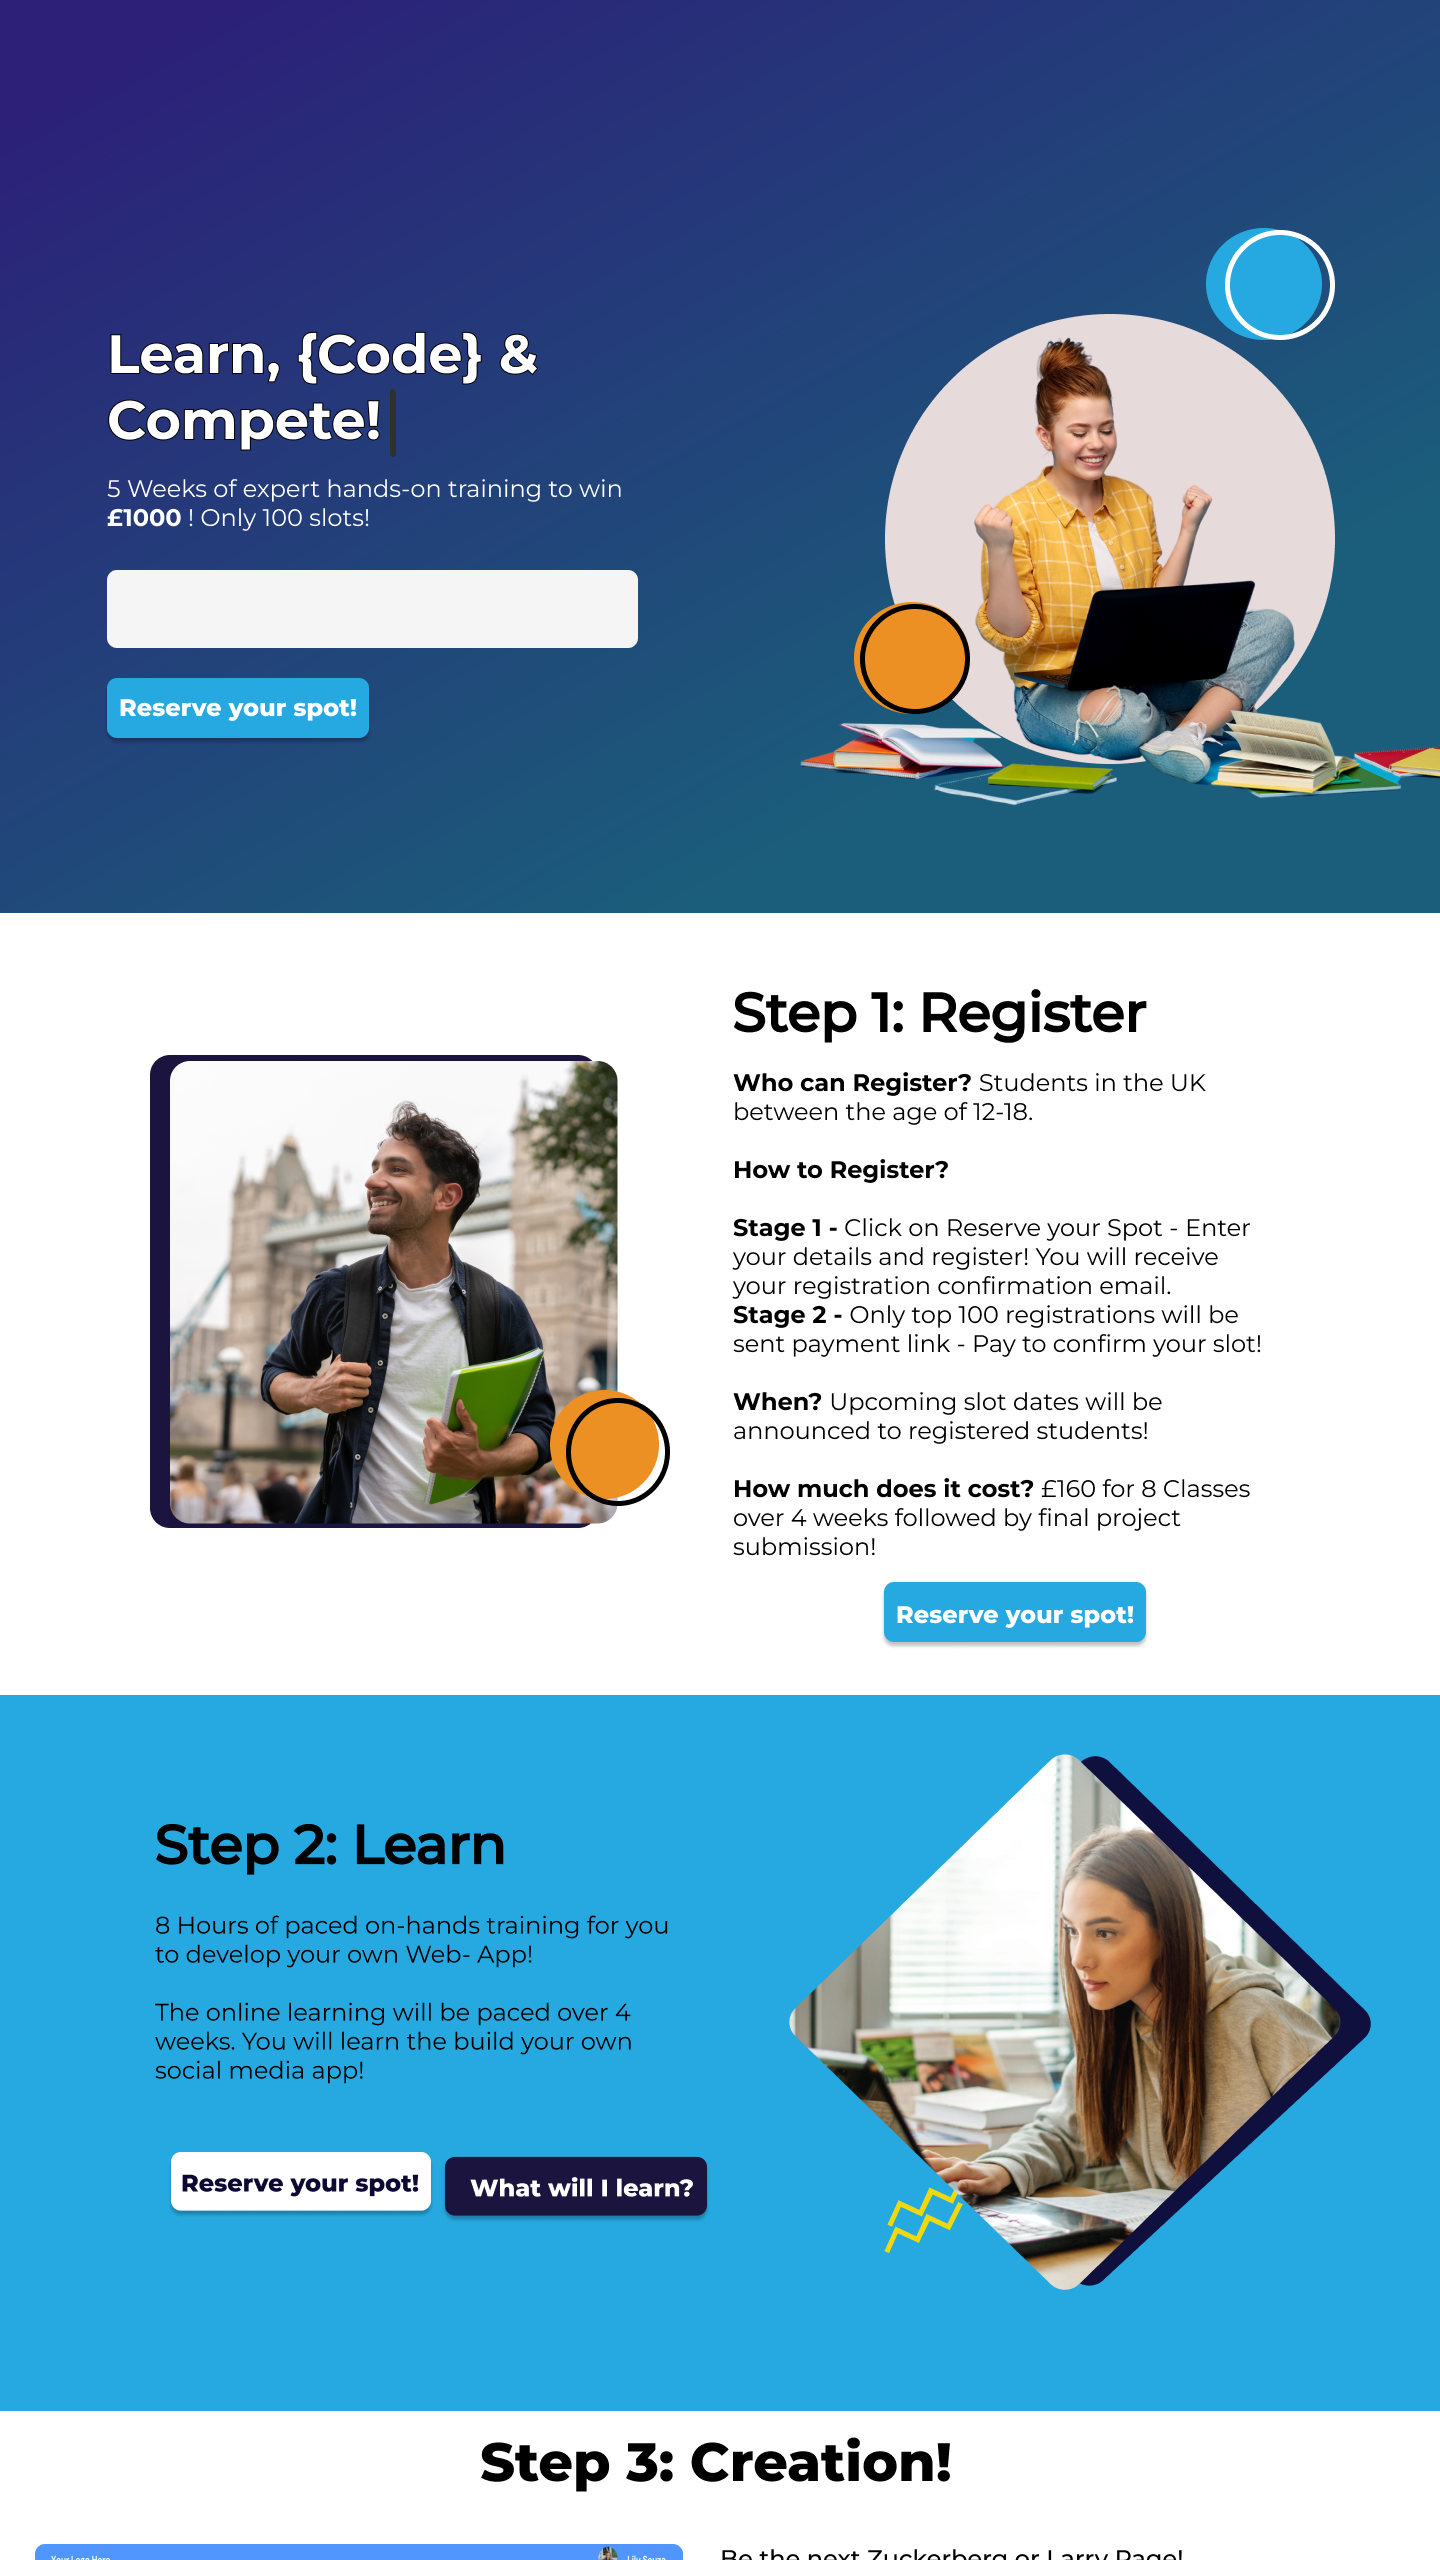 Learn, {Code} &
Compete!
5 Weeks of expert hands-on training to win
£1000 ! Only 100 slots!
Reserve your spot!
Step 1: Register
Who can Register? Students in the UK
between the age of 12-18.
How to Register?
Stage 1 - Click on Reserve your Spot - Enter
your details and register! You will receive
your registration confirmation email.
Stage 2 - Only top 100 registrations will be
sent payment link - Pay to confirm your slot!
When? Upcoming slot dates will be
announced to registered students!
How much does it cost? £160 for 8 Classes
over 4 weeks followed by final project
submission!
Reserve your spot!
Step 2: Learn
8 Hours of paced on-hands training for you
to develop your own Web- App!
The online learning will be paced over 4
weeks. You will learn the build your own
social media app!
Reserve your spot!
What will I learn?
Step 3: Creation!
Your Logo Here
Lily Souza
Be the next Zuckerberg or Larry Page!